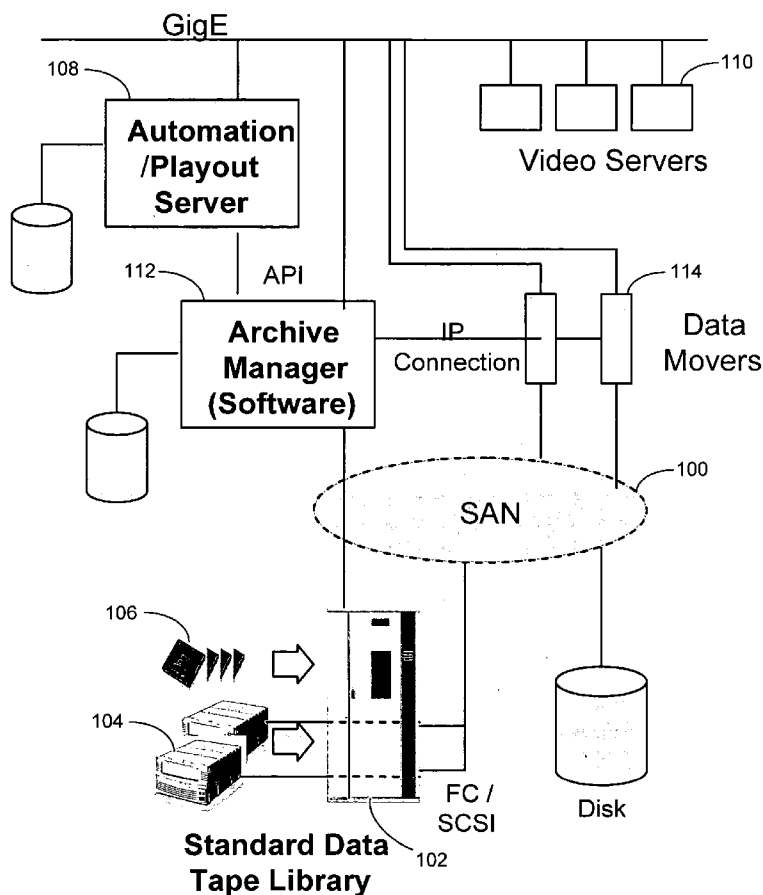 GigE
108
110
Automation
/Playout
Server
Video Servers
112
API
114
Archive
Manager
(Software)
IP
Connection
Data
Movers
100
SAN
106
104
FC /
SCSI
Disk
Standard Data
Tape Library
102